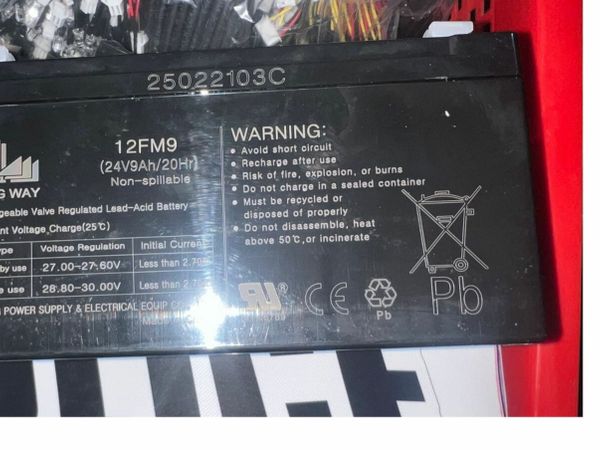 25022103C
12FM9
(24V9Ah/20Hr)
Non-spillable
G WAY
geable Valve Regulated Lead-Acid Battery
nt Voltage Charge(25℃)
Type Voltage Regulation Initial Current
by use 27.00-27.60V Less than 2.70
e use 28.80-30.00V Less than 2.70
POWER SUPPLY & ELECTRICAL EQUIP CO
WARNING:
• Avoid short circuit
• Recharge after use
• Risk of fire, explosion, or burns
• Do not charge in a sealed container
• Must be recycled or
disposed of properly
• Do not disassemble, heat
above 50℃,or incinerate
CE
Pb
Pb